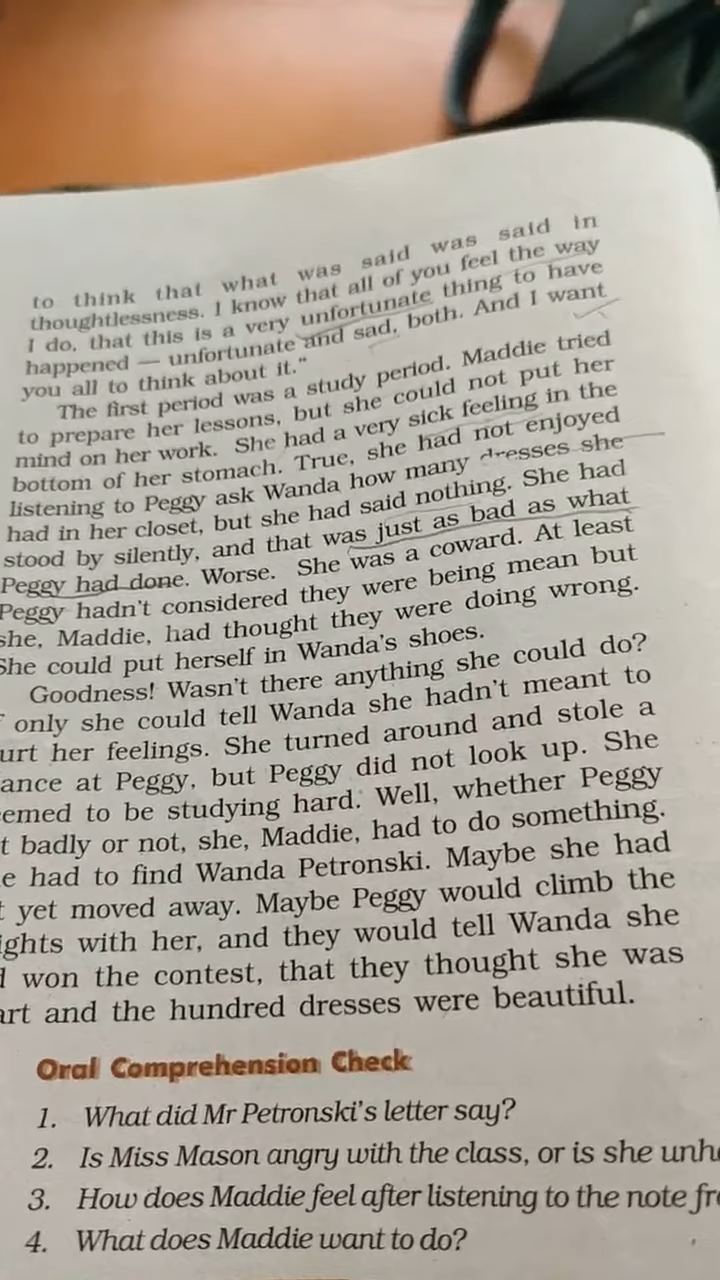 to think that what was said was said in
thoughtlessness. I know that all of you feel the way
I do, that this is a very unfortunate thing to have
happened — unfortunate and sad, both. And I want
you all to think about it."
The first period was a study period. Maddie tried
to prepare her lessons, but she could not put her
mind on her work. She had a very sick feeling in the
bottom of her stomach. True, she had not enjoyed
listening to Peggy ask Wanda how many dresses she
had in her closet, but she had said nothing. She had
stood by silently, and that was just as bad as what
Peggy had done. Worse. She was a coward. At least
Peggy hadn't considered they were being mean but
she, Maddie, had thought they were doing wrong.
She could put herself in Wanda's shoes.
Goodness! Wasn't there anything she could do?
only she could tell Wanda she hadn't meant to
urt her feelings. She turned around and stole a
ance at Peggy, but Peggy did not look up. She
emed to be studying hard. Well, whether Peggy
t badly or not, she, Maddie, had to do something.
e had to find Wanda Petronski. Maybe she had
t yet moved away. Maybe Peggy would climb the
ights with her, and they would tell Wanda she
d won the contest, that they thought she was
art and the hundred dresses were beautiful.
Oral Comprehension Check
1. What did Mr Petronski's letter say?
2. Is Miss Mason angry with the class, or is she unh
3. How does Maddie feel after listening to the note fr
4. What does Maddie want to do?